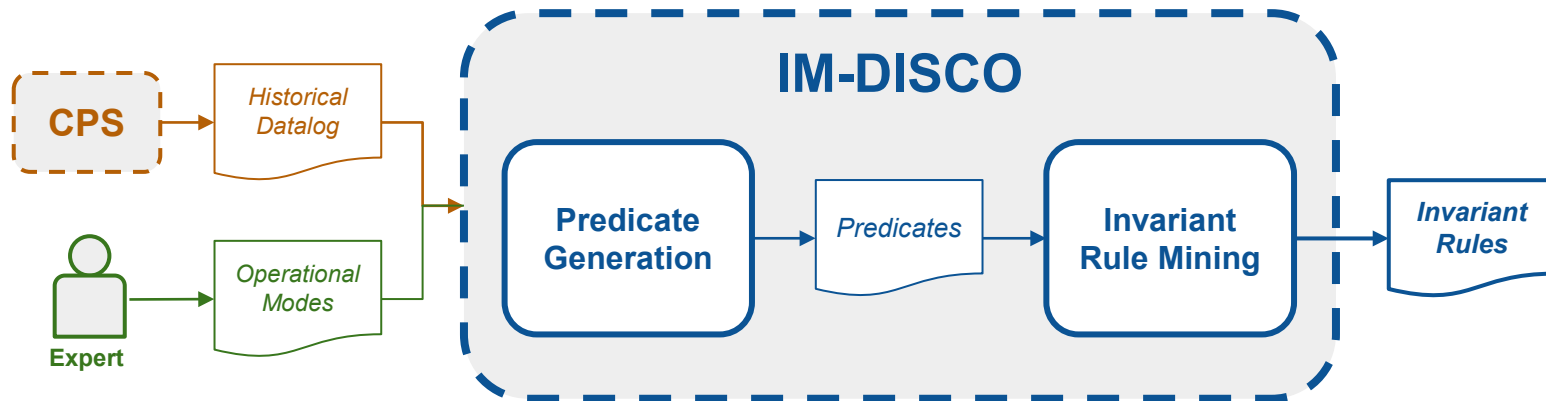 IM-DISCO
CPS
Historical
Datalog
Expert
Operational
Modes
Predicate
Generation
Predicates
Invariant
Rule Mining
Invariant
Rules